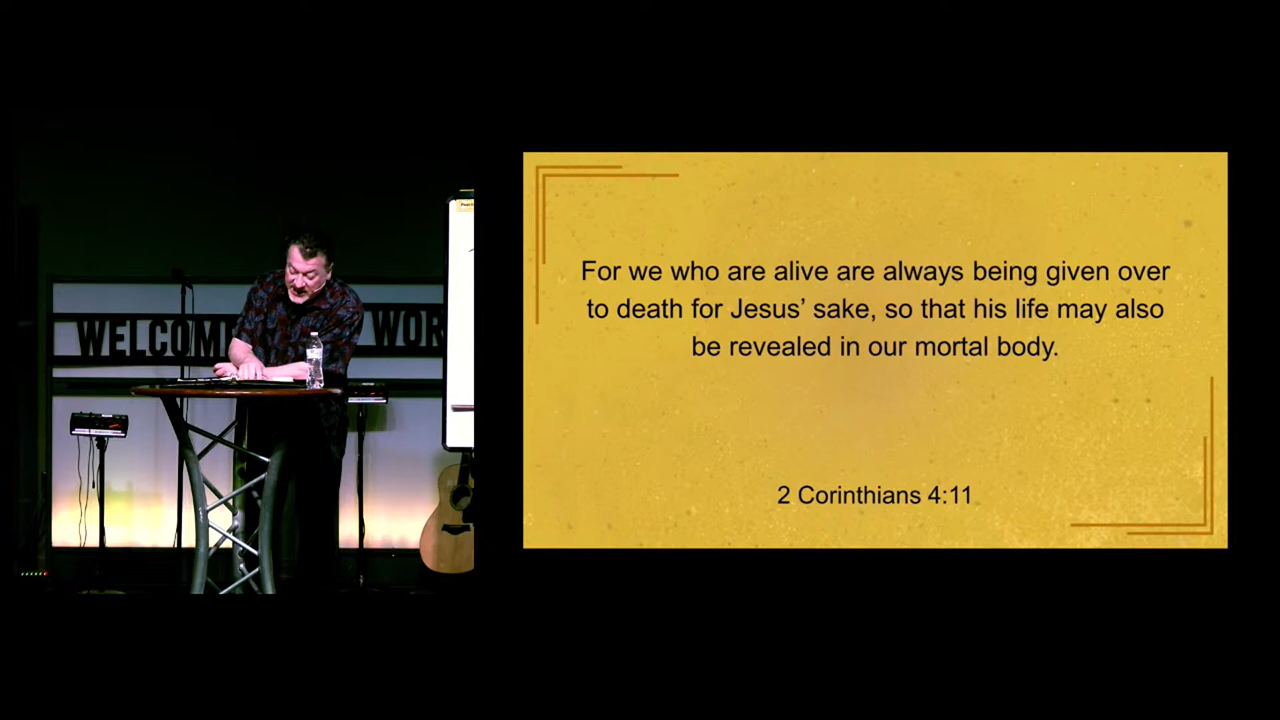 WELCOME
WOR
For we who are alive are always being given over
to death for Jesus’ sake, so that his life may also
be revealed in our mortal body.
2 Corinthians 4:11